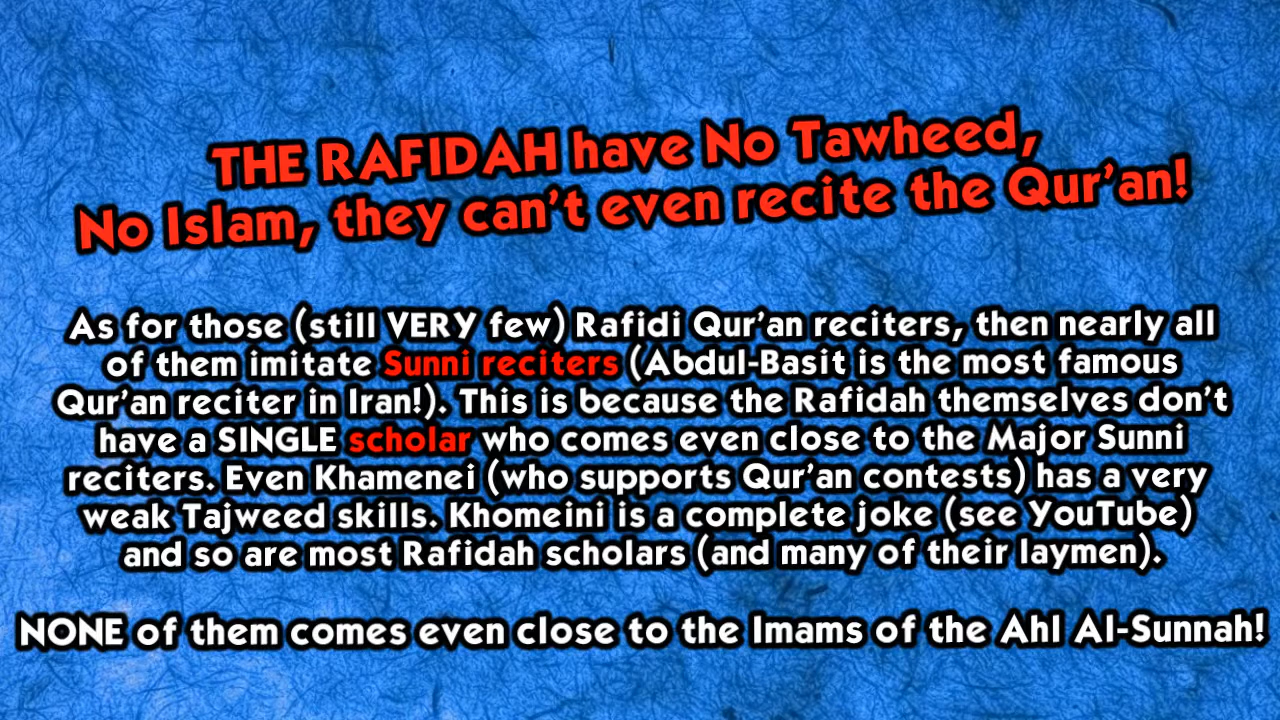 THE RAFIDAH have No Tawheed,
No Islam, they can't even recite the Qur'an!
As for those (still VERY few) Rafidi Qur'an reciters, then nearly all
of them imitate Sunni reciters (Abdul-Basit is the most famous
Qur'an reciter in Iran!). This is because the Rafidah themselves don't
have a SINGLE scholar who comes even close to the Major Sunni
reciters. Even Khamenei (who supports Qur'an contests) has a very
weak Tajweed skills. Khomeini is a complete joke (see YouTube)
and so are most Rafidah scholars (and many of their laymen).
NONE of them comes even close to the Imams of the Ahl Al-Sunnah!